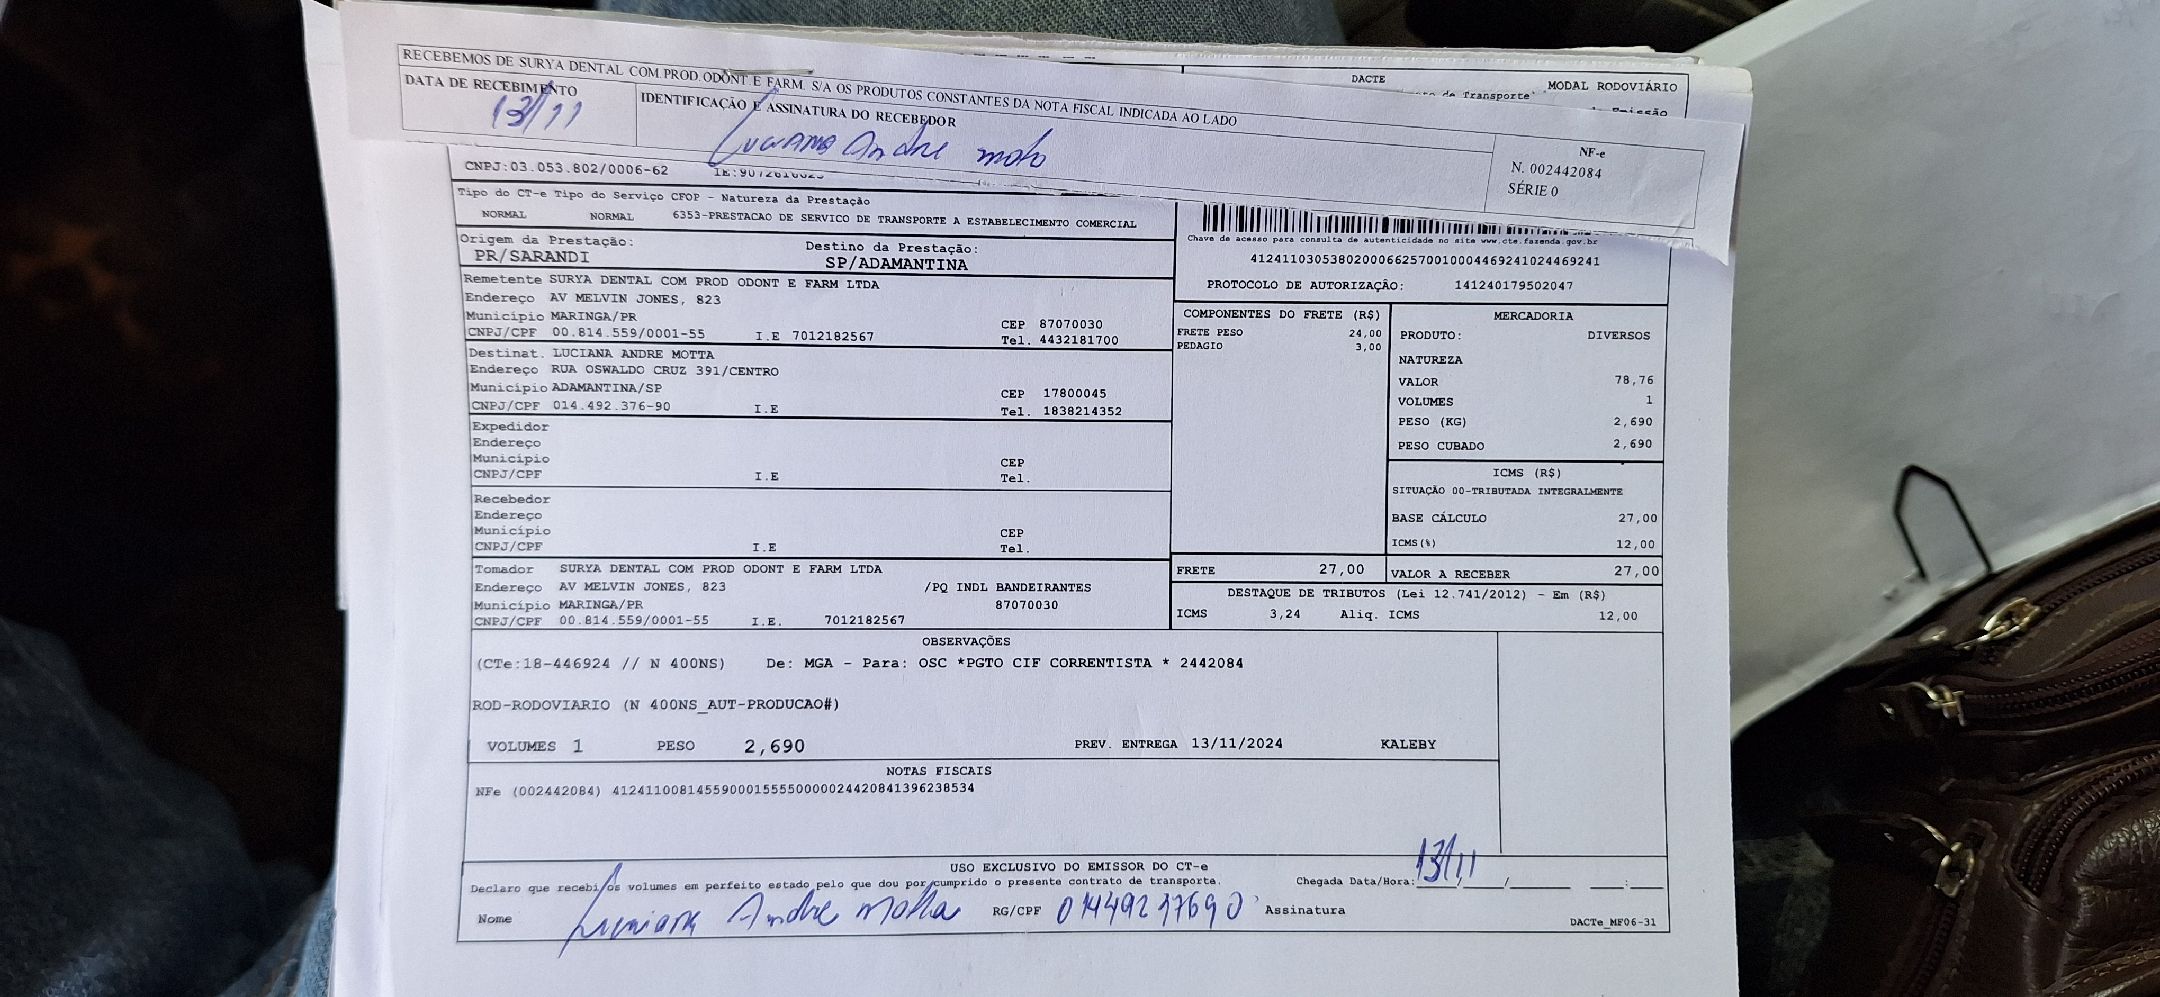 RECEBEMOS DE SURYA DENTAL COM.PROD.ODONT E FARM. S/A OS PRODUTOS CONSTANTES DA NOTA FISCAL INDICADA AO LADO
DATA DE RECEBIMENTO
13/11
IDENTIFICAÇÃO E ASSINATURA DO RECEBEDOR
Luciana Andre
NF-e
N. 002442084
SÉRIE 0
DACTE
MODAL RODOVIÁRIO
de Transporte
CNPJ:03.053.802/0006-62
Tipo do CT-e Tipo do Serviço CFOP - Natureza da Prestação
NORMAL NORMAL 6353-PRESTACAO DE SERVICO DE TRANSPORTE A ESTABELECIMENTO COMERCIAL
Origem da Prestação:
PR/SARANDI
Destino da Prestação:
SP/ADAMANTINA
Chave de acesso para consulta de autenticidade no site www.cte.fazenda.gov.br
41241103053802000662570010004469241024469241
PROTOCOLO DE AUTORIZAÇÃO: 141240179502047
Remetente SURYA DENTAL COM PROD ODONT E FARM LTDA
Endereço AV MELVIN JONES, 823
Município MARINGA/PR CEP 87070030
CNPJ/CPF 00.814.559/0001-55 I.E 7012182567 Tel. 4432181700
Destinat. LUCIANA ANDRE MOTTA
Endereço RUA OSWALDO CRUZ 391/CENTRO
Município ADAMANTINA/SP CEP 17800045
CNPJ/CPF 014.492.376-90 I.E Tel. 1838214352
Expedidor
Endereço
Município CEP
CNPJ/CPF I.E Tel.
Recebedor
Endereço
Município CEP
CNPJ/CPF I.E Tel.
Tomador SURYA DENTAL COM PROD ODONT E FARM LTDA
Endereço AV MELVIN JONES, 823 /PQ INDL BANDEIRANTES
Município MARINGA/PR 87070030
CNPJ/CPF 00.814.559/0001-55 I.E. 7012182567
COMPONENTES DO FRETE (R$)
FRETE PESO 24,00
PEDAGIO 3,00
MERCADORIA
PRODUTO: DIVERSOS
NATUREZA
VALOR 78,76
VOLUMES 1
PESO (KG) 2,690
PESO CUBADO 2,690
ICMS (R$)
SITUAÇÃO 00-TRIBUTADA INTEGRALMENTE
BASE CÁLCULO 27,00
ICMS(%) 12,00
FRETE 27,00 VALOR A RECEBER 27,00
DESTAQUE DE TRIBUTOS (Lei 12.741/2012) - Em (R$)
ICMS 3,24 Aliq. ICMS 12,00
OBSERVAÇÕES
(CTe:18-446924 // N 400NS) De: MGA - Para: OSC *PGTO CIF CORRENTISTA * 2442084
ROD-RODOVIARIO (N 400NS_AUT-PRODUCAO#)
VOLUMES 1 PESO 2,690 PREV. ENTREGA 13/11/2024 KALEBY
NOTAS FISCAIS
NFe (002442084) 41241100814559000155550000024420841396238534
USO EXCLUSIVO DO EMISSOR DO CT-e
Declaro que recebi os volumes em perfeito estado pelo que dou por cumprido o presente contrato de transporte. Chegada Data/Hora: 13/11
Nome Luciana Andre Motta RG/CPF 01449237690 Assinatura
DACTe_MF06-31